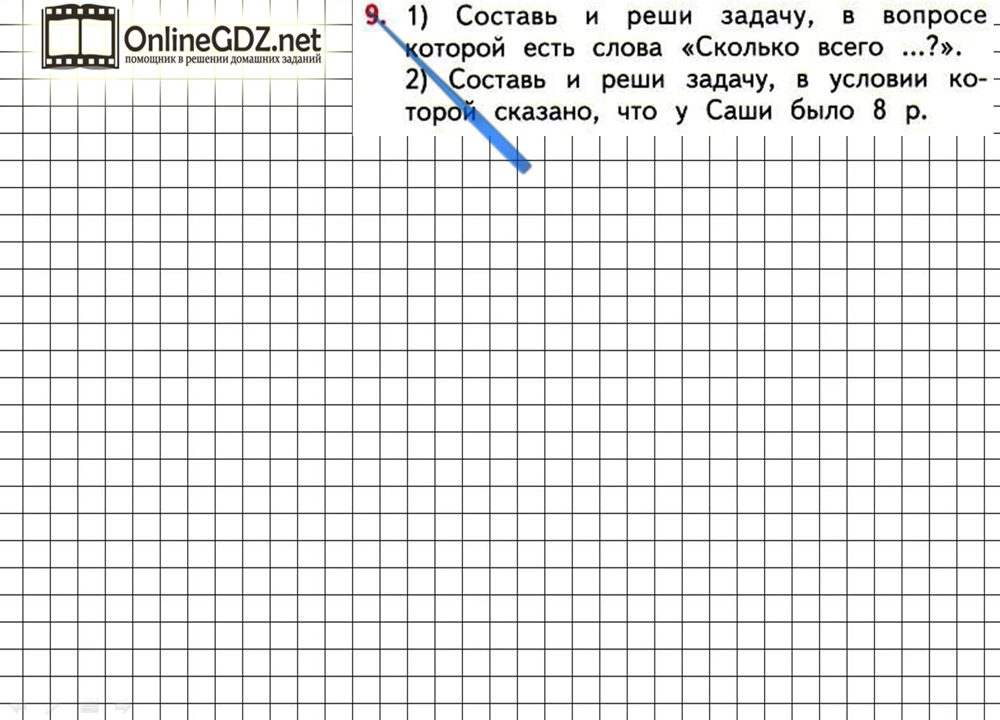 OnlineGDZ.net
помощник в решении домашних заданий
9. 1) Составь и реши задачу, в вопросе
которой есть слова «Сколько всего ...?».
2) Составь и реши задачу, в условии ко-
торой сказано, что у Саши было 8 р.